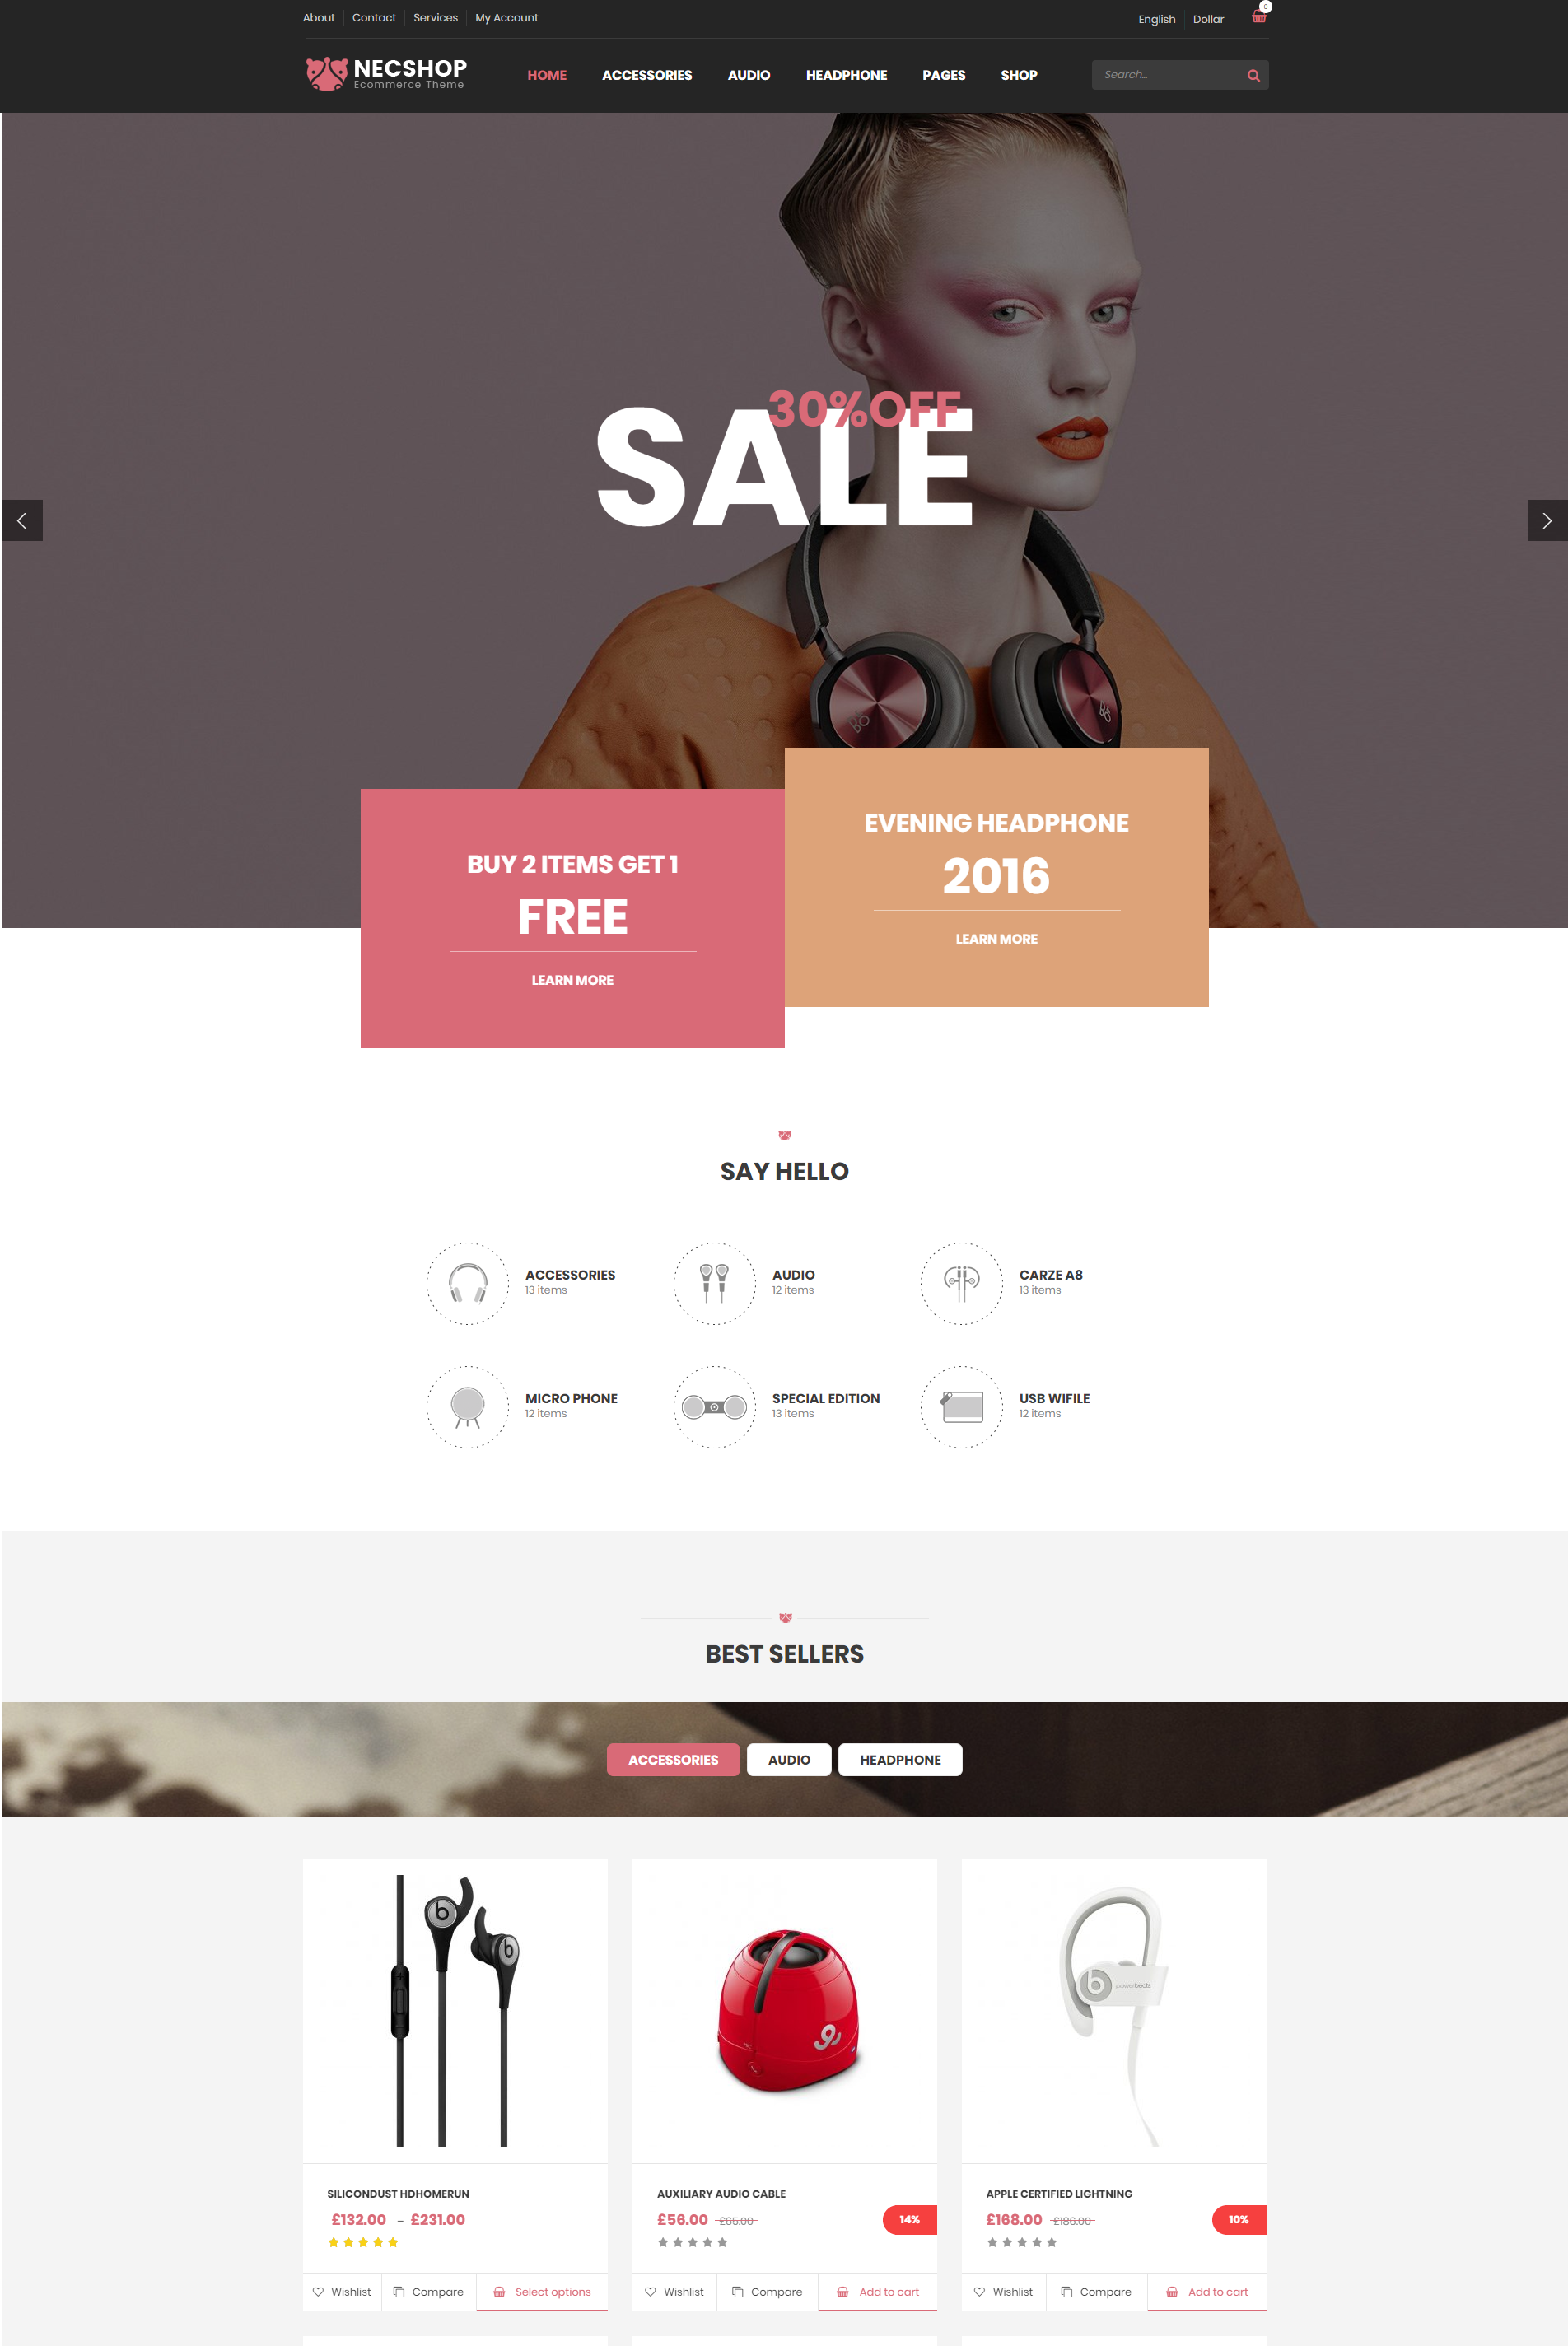 About Contact Services My Account English Dollar 0
NECSHOP
Ecommerce Theme
HOME ACCESSORIES AUDIO HEADPHONE PAGES SHOP Search...
30%OFF
SALE
BUY 2 ITEMS GET 1
FREE
LEARN MORE
EVENING HEADPHONE
2016
LEARN MORE
SAY HELLO
ACCESSORIES
13 items
AUDIO
12 items
CARZE A8
13 items
MICRO PHONE
12 items
SPECIAL EDITION
13 items
USB WIFILE
12 items
BEST SELLERS
ACCESSORIES AUDIO HEADPHONE
b
b
b powerbeats
SILICONDUST HDHOMERUN
£132.00 – £231.00
Wishlist Compare Select options
AUXILIARY AUDIO CABLE
£56.00 £65.00 14%
Wishlist Compare Add to cart
APPLE CERTIFIED LIGHTNING
£168.00 £186.00 10%
Wishlist Compare Add to cart